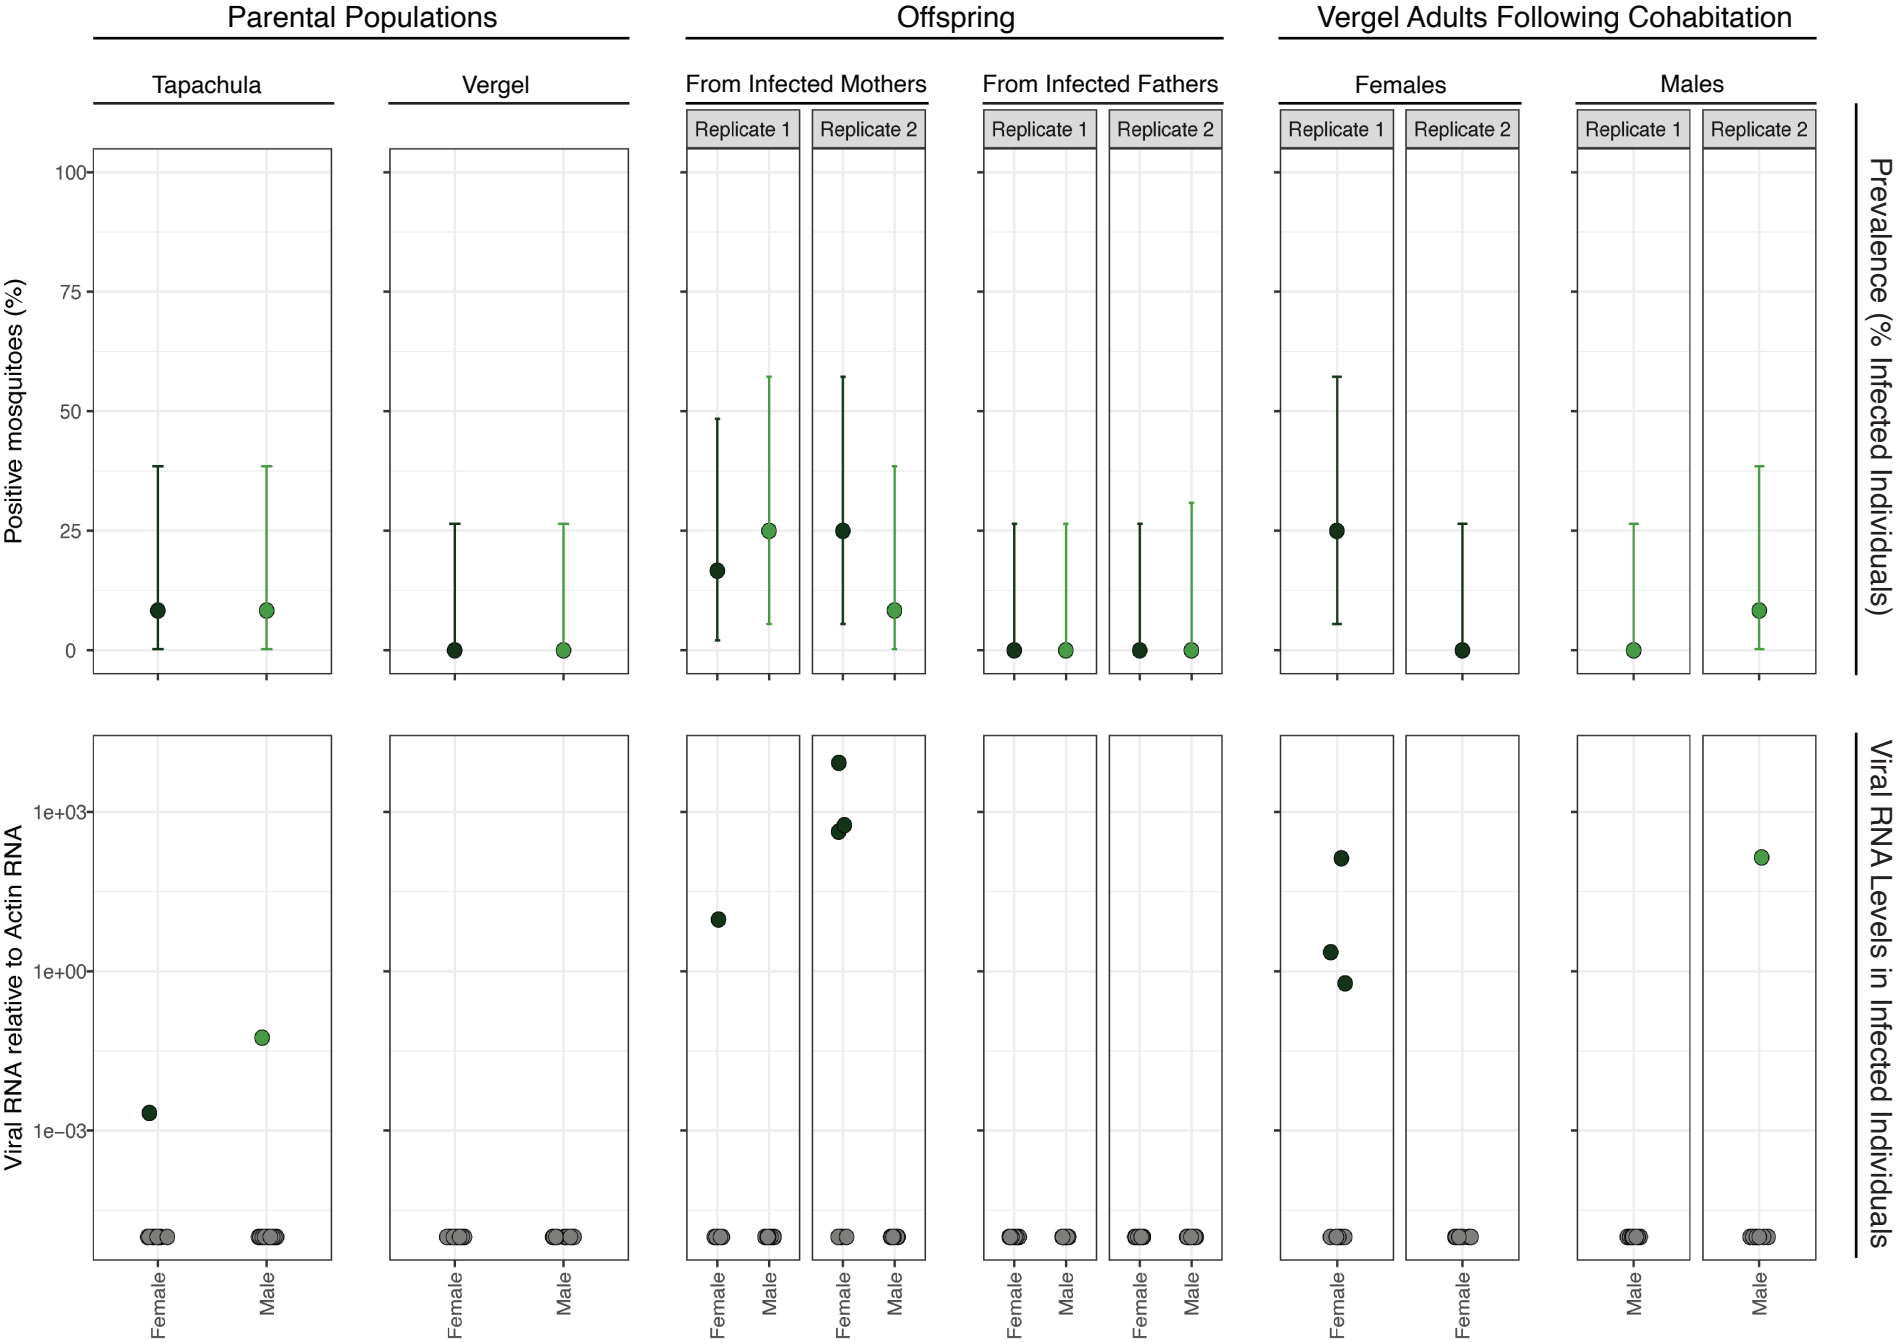 Parental Populations Offspring Vergel Adults Following Cohabitation
Tapachula Vergel From Infected Mothers From Infected Fathers Females Males
Replicate 1 Replicate 2 Replicate 1 Replicate 2 Replicate 1 Replicate 2 Replicate 1 Replicate 2
Positive mosquitoes (%)
100
75
50
25
0
Prevalence (% Infected Individuals)
Viral RNA relative to Actin RNA
1e+03
1e+00
1e−03
Viral RNA Levels in Infected Individuals
Female Male Female Male Female Male Female Male Female Male Female Male Female Female Male Male